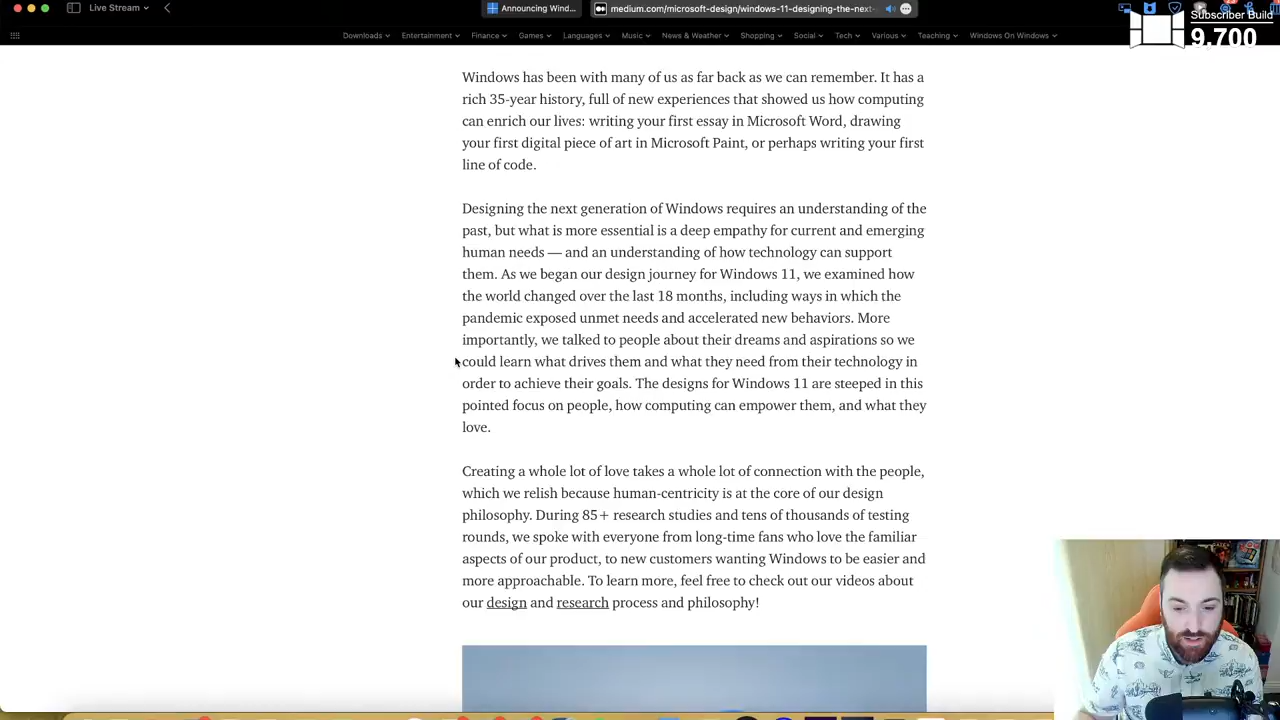 Live Stream
Announcing Wind...
medium.com/microsoft-design/windows-11-designing-the-next-
Subscriber Build
9,700
Downloads
Entertainment
Finance
Games
Languages
Music
News & Weather
Shopping
Social
Tech
Various
Teaching
Windows On Windows
Windows has been with many of us as far back as we can remember. It has a
rich 35-year history, full of new experiences that showed us how computing
can enrich our lives: writing your first essay in Microsoft Word, drawing
your first digital piece of art in Microsoft Paint, or perhaps writing your first
line of code.
Designing the next generation of Windows requires an understanding of the
past, but what is more essential is a deep empathy for current and emerging
human needs — and an understanding of how technology can support
them. As we began our design journey for Windows 11, we examined how
the world changed over the last 18 months, including ways in which the
pandemic exposed unmet needs and accelerated new behaviors. More
importantly, we talked to people about their dreams and aspirations so we
could learn what drives them and what they need from their technology in
order to achieve their goals. The designs for Windows 11 are steeped in this
pointed focus on people, how computing can empower them, and what they
love.
Creating a whole lot of love takes a whole lot of connection with the people,
which we relish because human-centricity is at the core of our design
philosophy. During 85+ research studies and tens of thousands of testing
rounds, we spoke with everyone from long-time fans who love the familiar
aspects of our product, to new customers wanting Windows to be easier and
more approachable. To learn more, feel free to check out our videos about
our design and research process and philosophy!